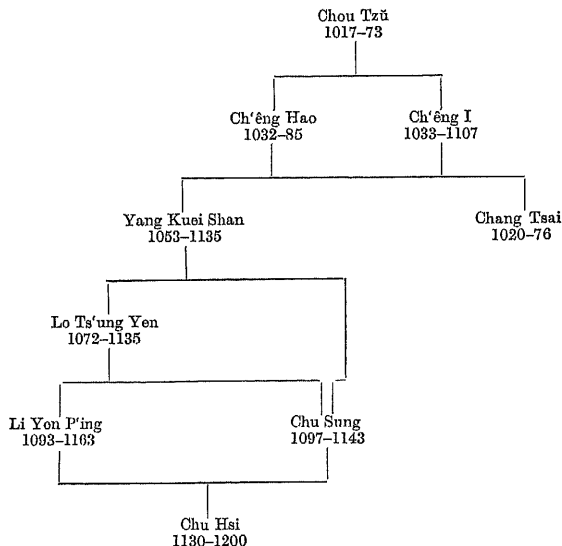 Chou Tzŭ
1017–73
Ch‘êng Hao
1032–85
Ch‘êng I
1033–1107
Yang Kuei Shan
1053–1135
Chang Tsai
1020–76
Lo Ts‘ung Yen
1072–1135
Li Yen P‘ing
1093–1163
Chu Sung
1097–1143
Chu Hsi
1130–1200